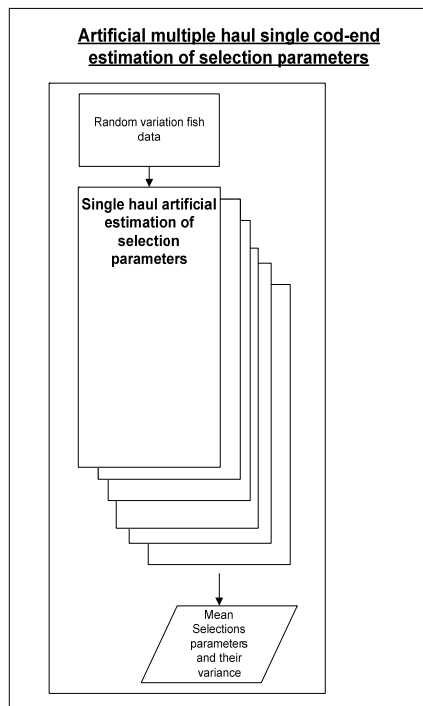 Artificial multiple haul single cod-end
estimation of selection parameters
Random variation fish
data
Single haul artificial
estimation of
selection
parameters
Mean
Selections
parameters
and their
variance